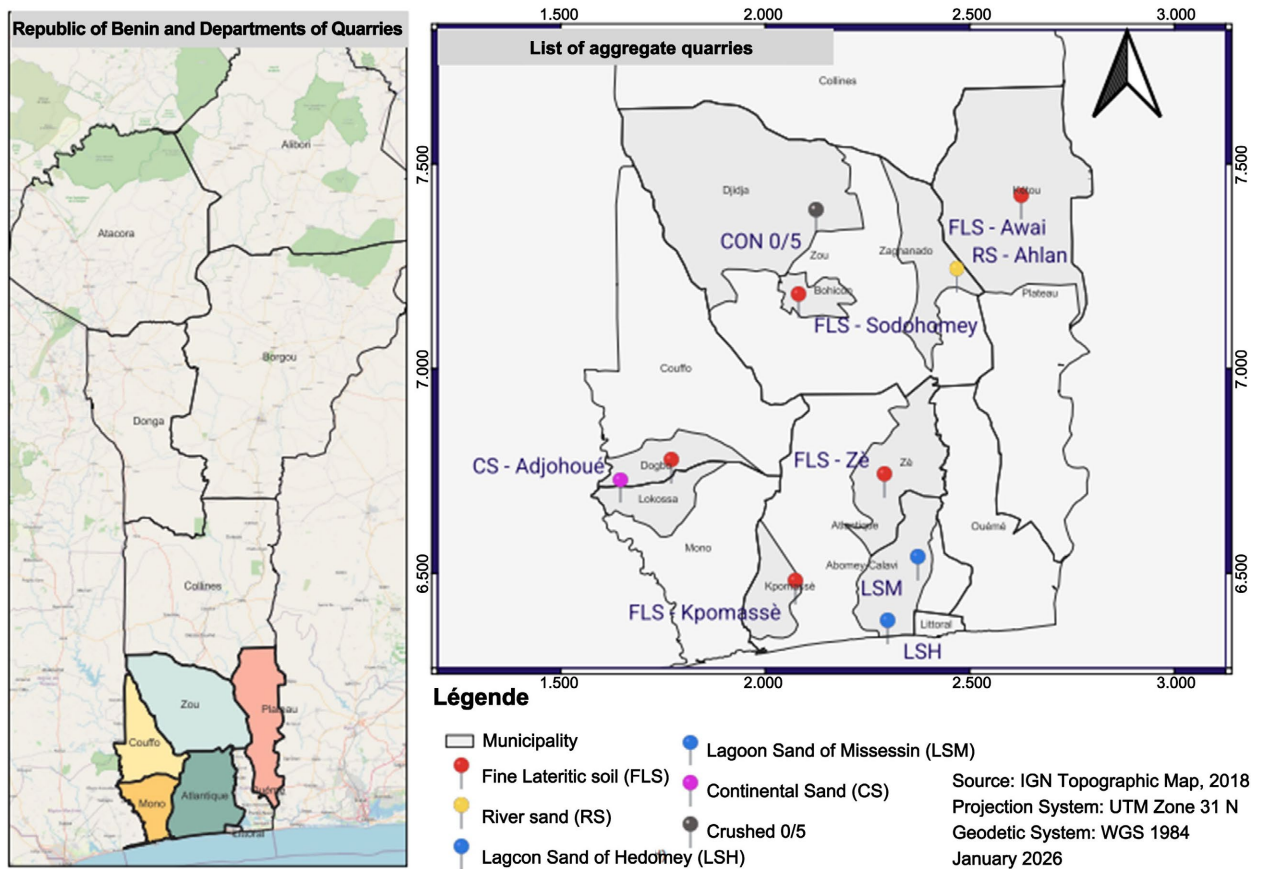 Republic of Benin and Departments of Quarries
Alibori
Atacora
Borgou
Donga
Collines
Zou
Plateau
Couffo
Mono
Atlantique
Ouémé
Littoral
1.500 2.000 2.500 3.000
List of aggregate quarries
Collines
7.500
7.500
Djidja
Kétou
FLS - Awai
CON 0/5
Zou
Zagnanado
RS - Ahlan
Bohicon
Plateau
FLS - Sodohomey
7.000
7.000
Couffo
CS - Adjohoué
Dogbo
FLS - Zè
Zè
Lokossa
Atlantique
Ouémé
Mono
Abomey-Calavi
6.500
6.500
Kpomassè
LSM
FLS - Kpomassè
Littoral
LSH
1.500 2.000 2.500 3.000
Légende
Municipality
Fine Lateritic soil (FLS)
River sand (RS)
Lagcon Sand of Hedomey (LSH)
Lagoon Sand of Missessin (LSM)
Continental Sand (CS)
Crushed 0/5
Source: IGN Topographic Map, 2018
Projection System: UTM Zone 31 N
Geodetic System: WGS 1984
January 2026